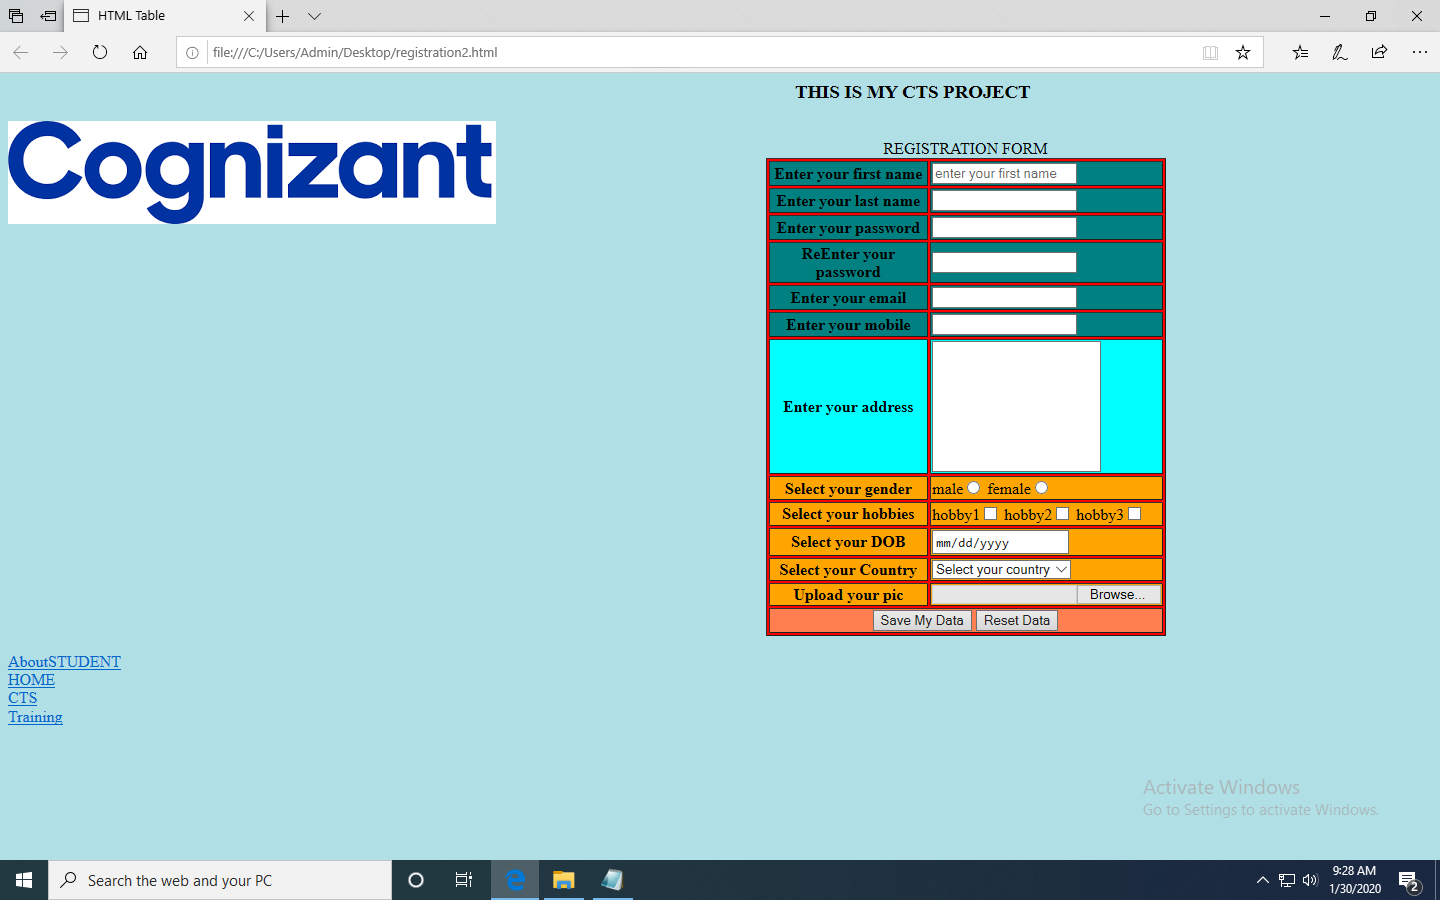 HTML Table
file:///C:/Users/Admin/Desktop/registration2.html
THIS IS MY CTS PROJECT
Cognizant
REGISTRATION FORM
Enter your first name enter your first name
Enter your last name
Enter your password
ReEnter your
password
Enter your email
Enter your mobile
Enter your address
Select your gender male female
Select your hobbies hobby1 hobby2 hobby3
Select your DOB mm/dd/yyyy
Select your Country Select your country
Upload your pic Browse...
Save My Data Reset Data
AboutSTUDENT
HOME
CTS
Training
Activate Windows
Go to Settings to activate Windows.
Search the web and your PC
9:28 AM
1/30/2020
2